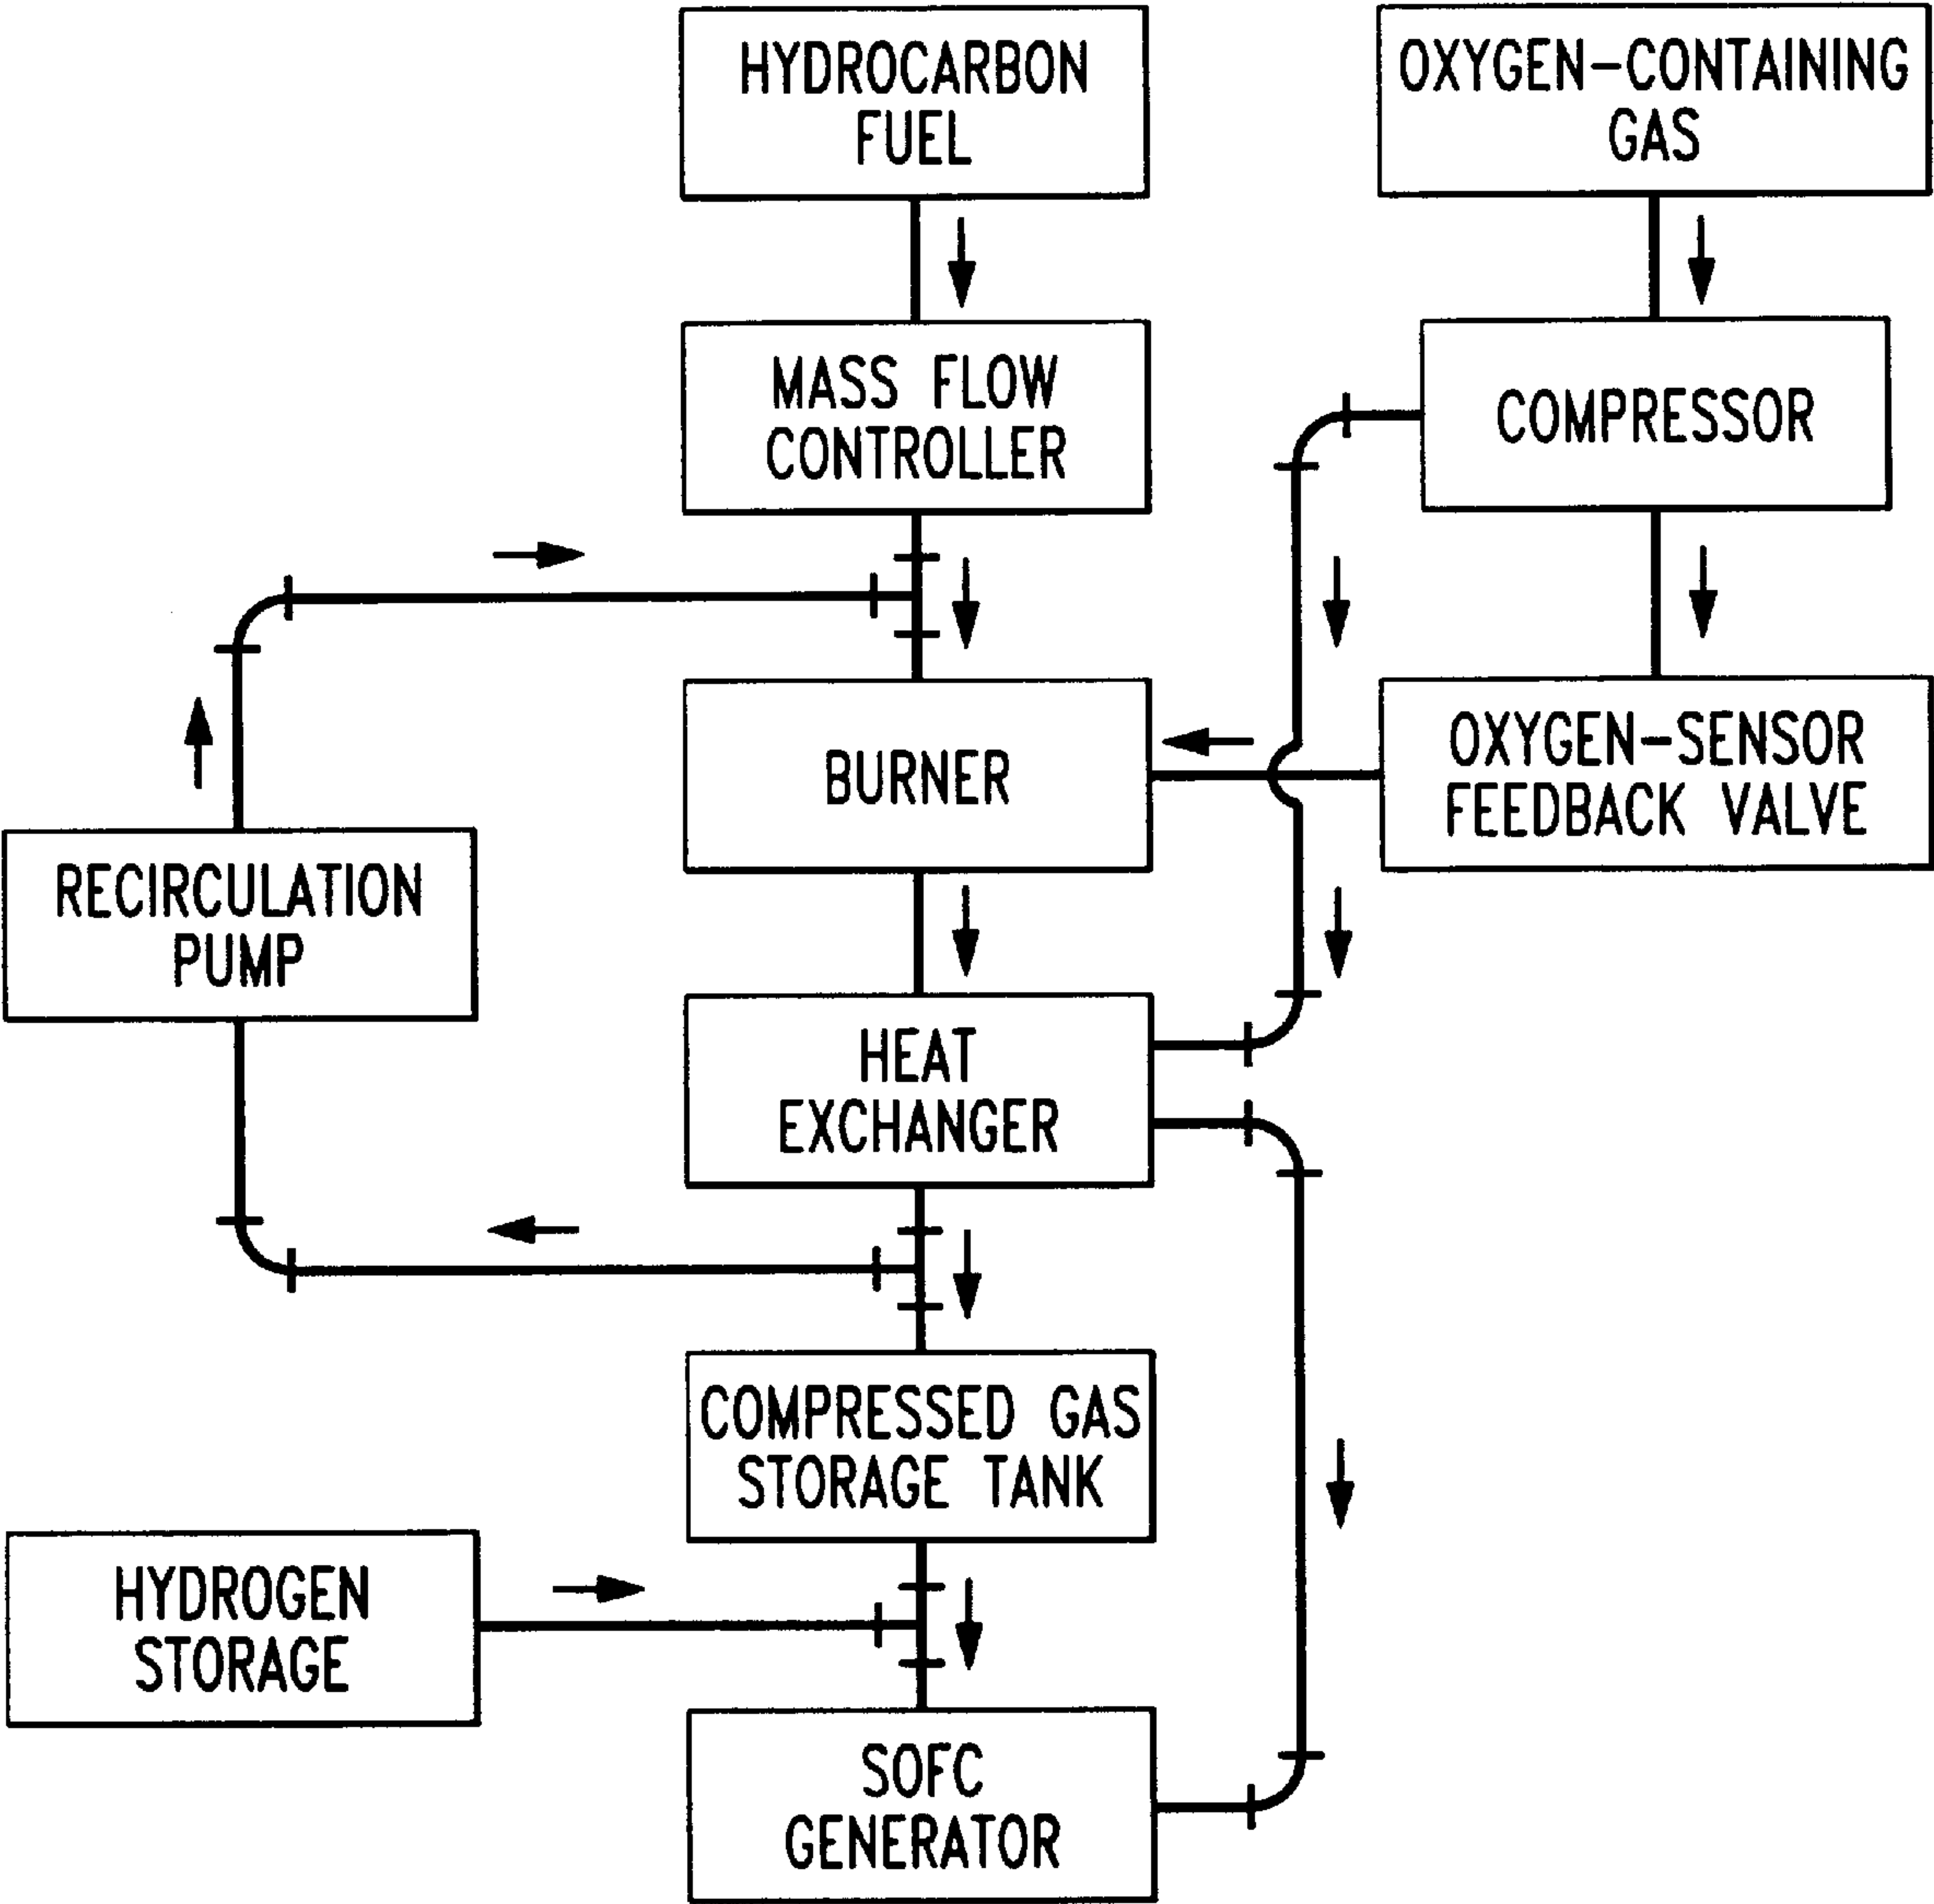 HYDROCARBON
FUEL
OXYGEN-CONTAINING
GAS
MASS FLOW
CONTROLLER
COMPRESSOR
BURNER
OXYGEN-SENSOR
FEEDBACK VALVE
RECIRCULATION
PUMP
HEAT
EXCHANGER
COMPRESSED GAS
STORAGE TANK
HYDROGEN
STORAGE
SOFC
GENERATOR